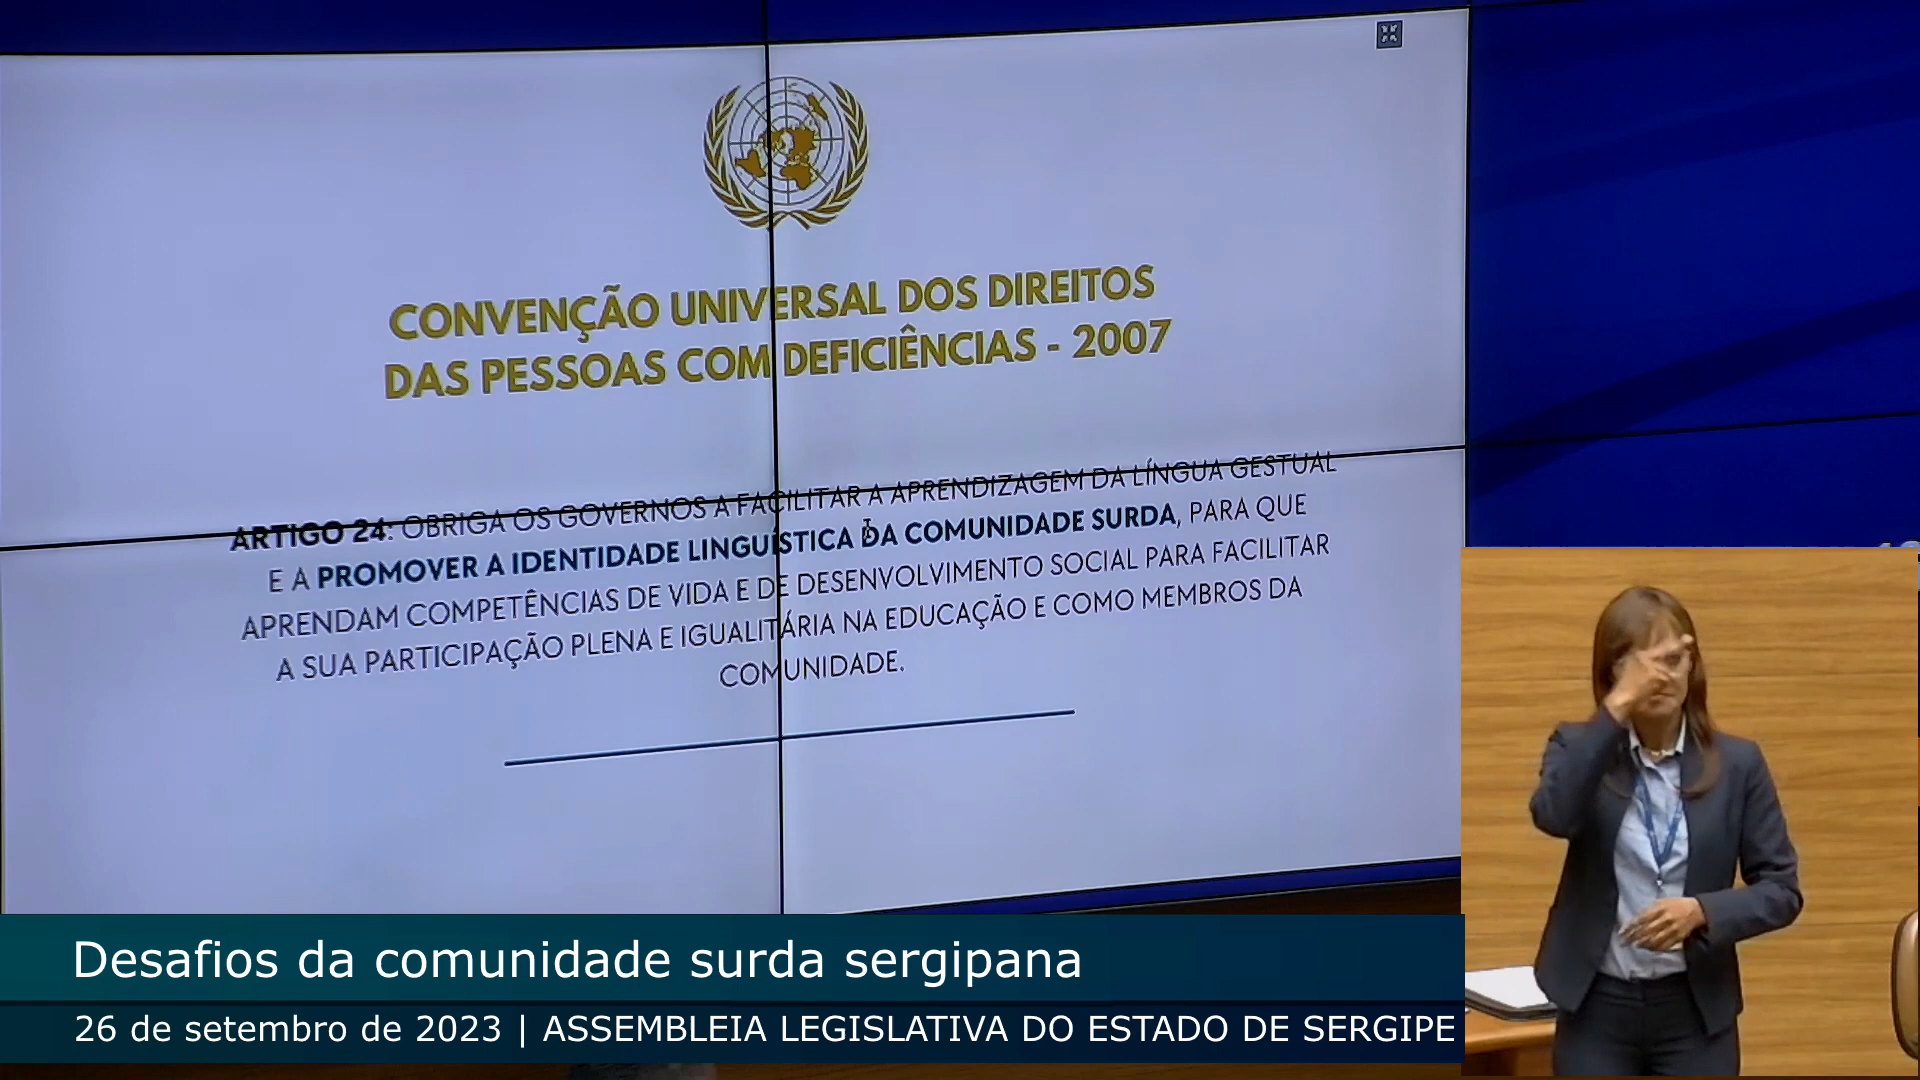 CONVENÇÃO UNIVERSAL DOS DIREITOS
DAS PESSOAS COM DEFICIÊNCIAS - 2007
ARTIGO 24: OBRIGA OS GOVERNOS A FACILITAR A APRENDIZAGEM DA LÍNGUA GESTUAL
E A PROMOVER A IDENTIDADE LINGUÍSTICA DA COMUNIDADE SURDA, PARA QUE
APRENDAM COMPETÊNCIAS DE VIDA E DE DESENVOLVIMENTO SOCIAL PARA FACILITAR
A SUA PARTICIPAÇÃO PLENA E IGUALITÁRIA NA EDUCAÇÃO E COMO MEMBROS DA
COMUNIDADE.
Desafios da comunidade surda sergipana
26 de setembro de 2023 | ASSEMBLEIA LEGISLATIVA DO ESTADO DE SERGIPE